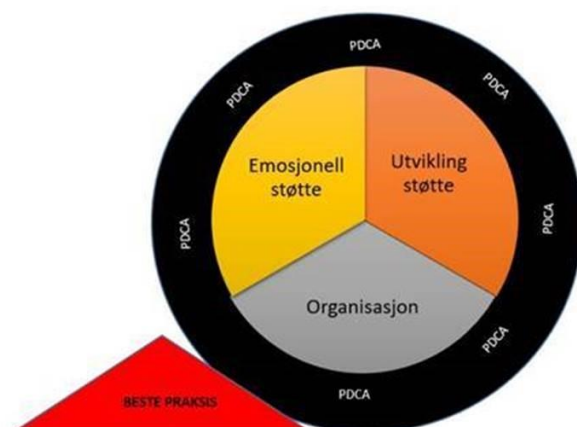 PDCA
PDCA
PDCA
Emosjonell
støtte
Utvikling
støtte
PDCA
PDCA
Organisasjon
PDCA
PDCA
BESTE PRAKSIS